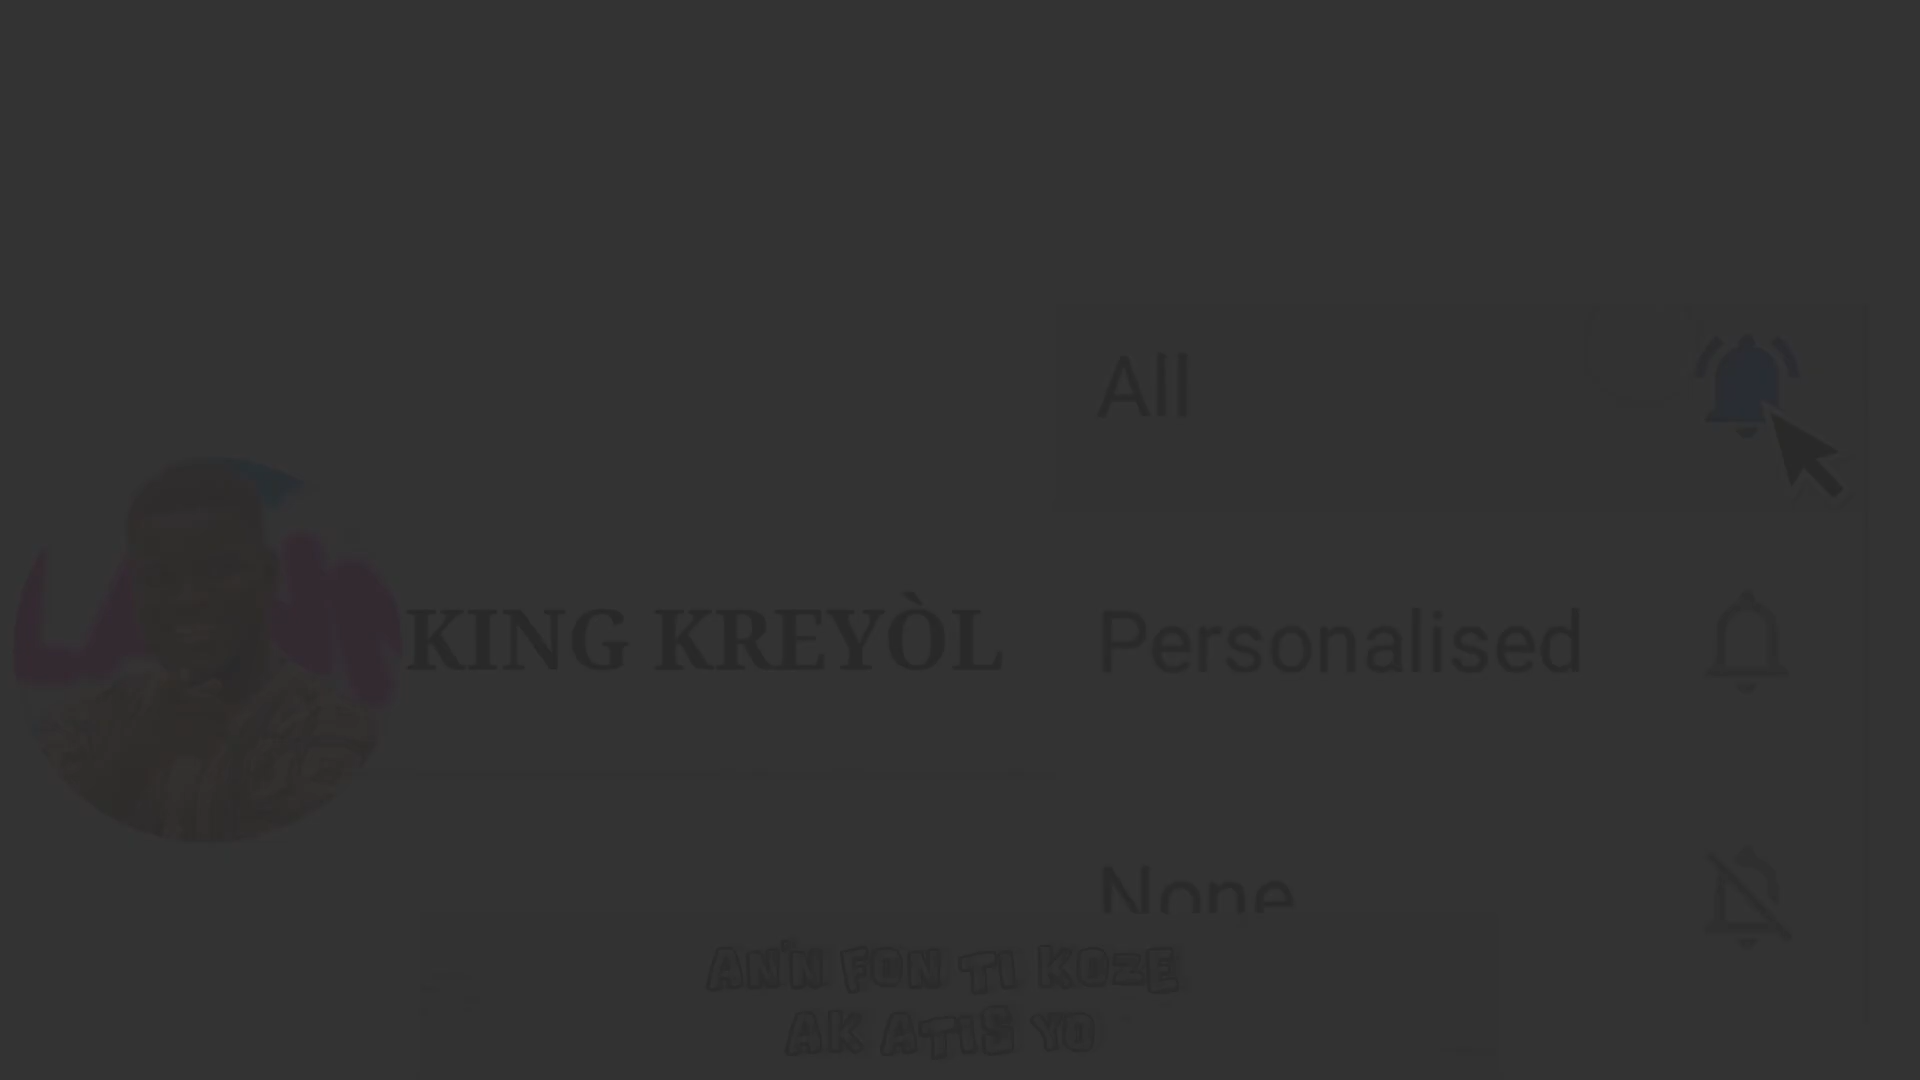 All
KING KREYÒL
Personalised
None
AN'N FON TI KOZE
AK ATIS YO